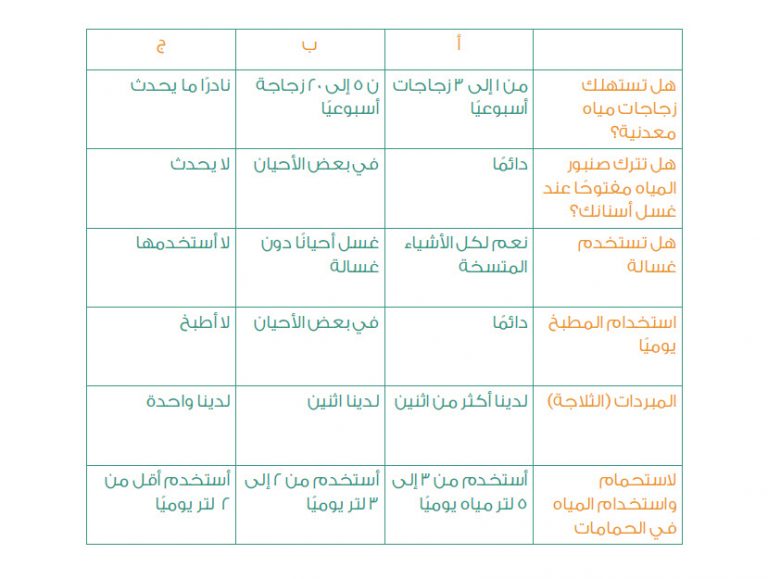 أ
ب
ج
هل تستهلك
زجاجات مياه
معدنية؟
من ١ إلى ٣ زجاجات
أسبوعيًا
ن ٥ إلى ٢٠ زجاجة
أسبوعيًا
نادرًا ما يحدث
هل تترك صنبور
المياه مفتوحًا عند
غسل أسنانك؟
دائمًا
في بعض الأحيان
لا يحدث
هل تستخدم
غسالة
نعم لكل الأشياء
المتسخة
غسل أحيانًا دون
غسالة
لا أستخدمها
استخدام المطبخ
يوميًا
دائمًا
في بعض الأحيان
لا أطبخ
المبردات (الثلاجة)
لدينا أكثر من اثنين
لدينا اثنين
لدينا واحدة
لاستحمام
واستخدام المياه
في الحمامات
أستخدم من ٣ إلى
٥ لتر مياه يوميًا
أستخدم من ٢ إلى
٣ لتر يوميًا
أستخدم أقل من
٢ لتر يوميًا